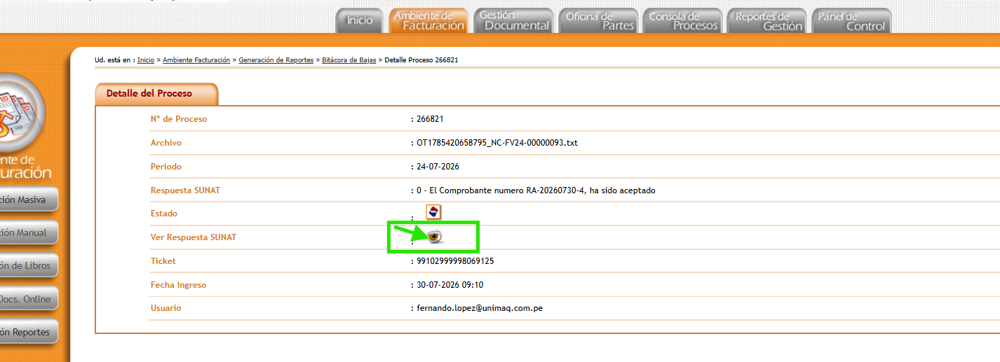 Inicio
Ambiente de Facturación
Gestión Documental
Oficina de Partes
Consola de Procesos
Reportes de Gestión
Panel de Control
Ud. está en : Inicio » Ambiente Facturación » Generación de Reportes » Bitácora de Bajas » Detalle Proceso 266821
Detalle del Proceso
Nº de Proceso : 266821
Archivo : OT1785420658795_NC-FV24-00000093.txt
Periodo : 24-07-2026
Respuesta SUNAT : 0 - El Comprobante numero RA-20260730-4, ha sido aceptado
Estado :
Ver Respuesta SUNAT :
Ticket : 99102999998069125
Fecha Ingreso : 30-07-2026 09:10
Usuario : fernando.lopez@unimaq.com.pe
nte de
uración
ción Masiva
ción Manual
ón de Libros
Docs. Online
ón Reportes